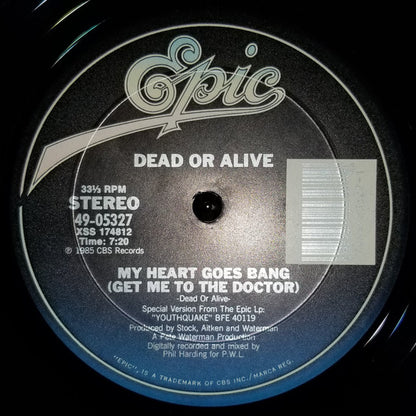 Epic
DEAD OR ALIVE
33⅓ RPM
STEREO
49-05327
XSS 174812
Time: 7:20
℗ 1985 CBS Records
MY HEART GOES BANG
(GET ME TO THE DOCTOR)
-Dead Or Alive-
Special Version From The Epic Lp:
"YOUTHQUAKE" BFE 40119
Produced by Stock, Aitken and Waterman
A Pete Waterman Production
Digitally recorded and mixed by
Phil Harding for P.W.L.
"EPIC" IS A TRADEMARK OF CBS INC./MARCA REG.